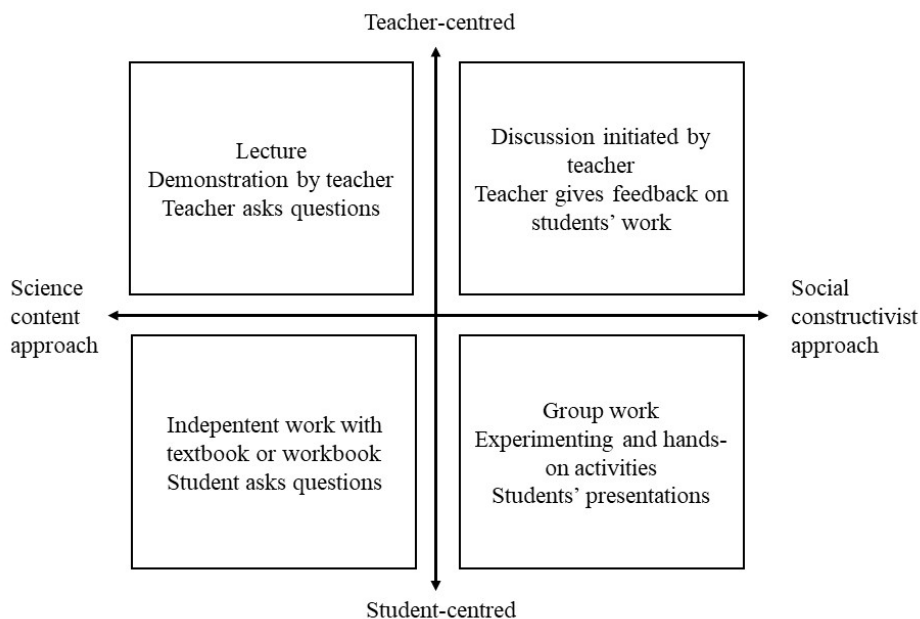 Teacher-centred
Lecture
Demonstration by teacher
Teacher asks questions
Discussion initiated by
teacher
Teacher gives feedback on
students’ work
Science
content
approach
Social
constructivist
approach
Indepentent work with
textbook or workbook
Student asks questions
Group work
Experimenting and hands-
on activities
Students’ presentations
Student-centred